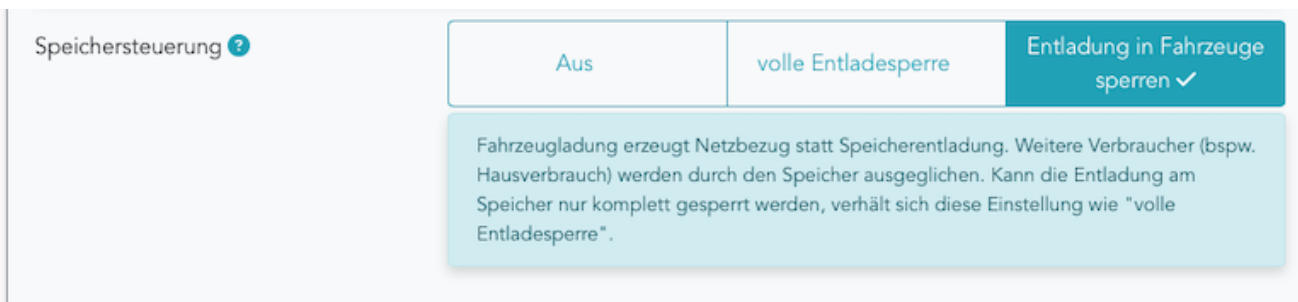 Speichersteuerung ?
Aus
volle Entladesperre
Entladung in Fahrzeuge
sperren ✓
Fahrzeugladung erzeugt Netzbezug statt Speicherentladung. Weitere Verbraucher (bspw.
Hausverbrauch) werden durch den Speicher ausgeglichen. Kann die Entladung am
Speicher nur komplett gesperrt werden, verhält sich diese Einstellung wie "volle
Entladesperre".